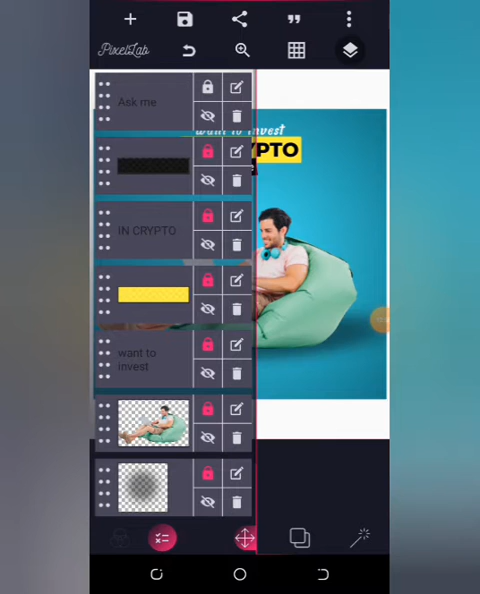 PixelLab
Ask me
want to invest
YPTO
IN CRYPTO
want to
invest